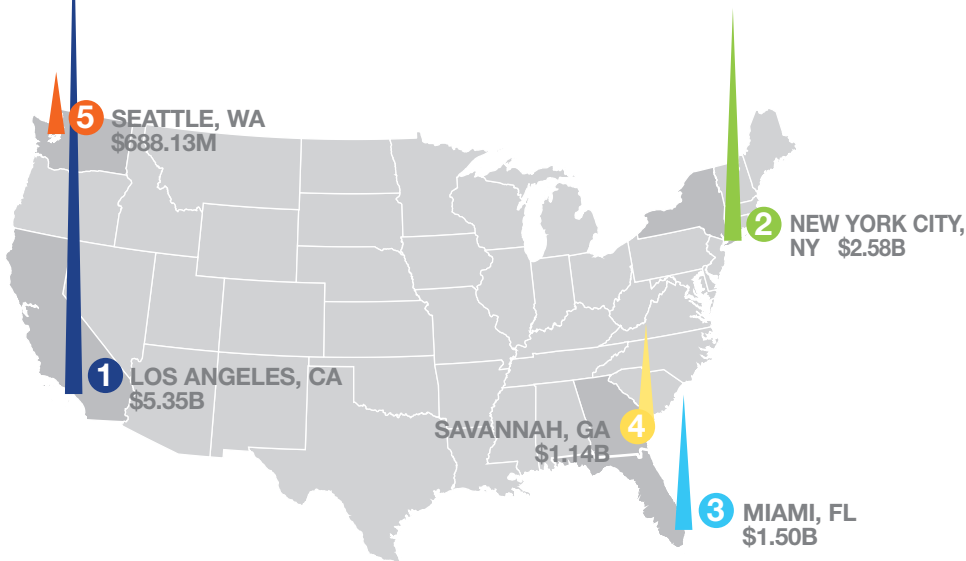 5 SEATTLE, WA
$688.13M
2 NEW YORK CITY,
NY $2.58B
1 LOS ANGELES, CA
$5.35B
4 SAVANNAH, GA
$1.14B
3 MIAMI, FL
$1.50B